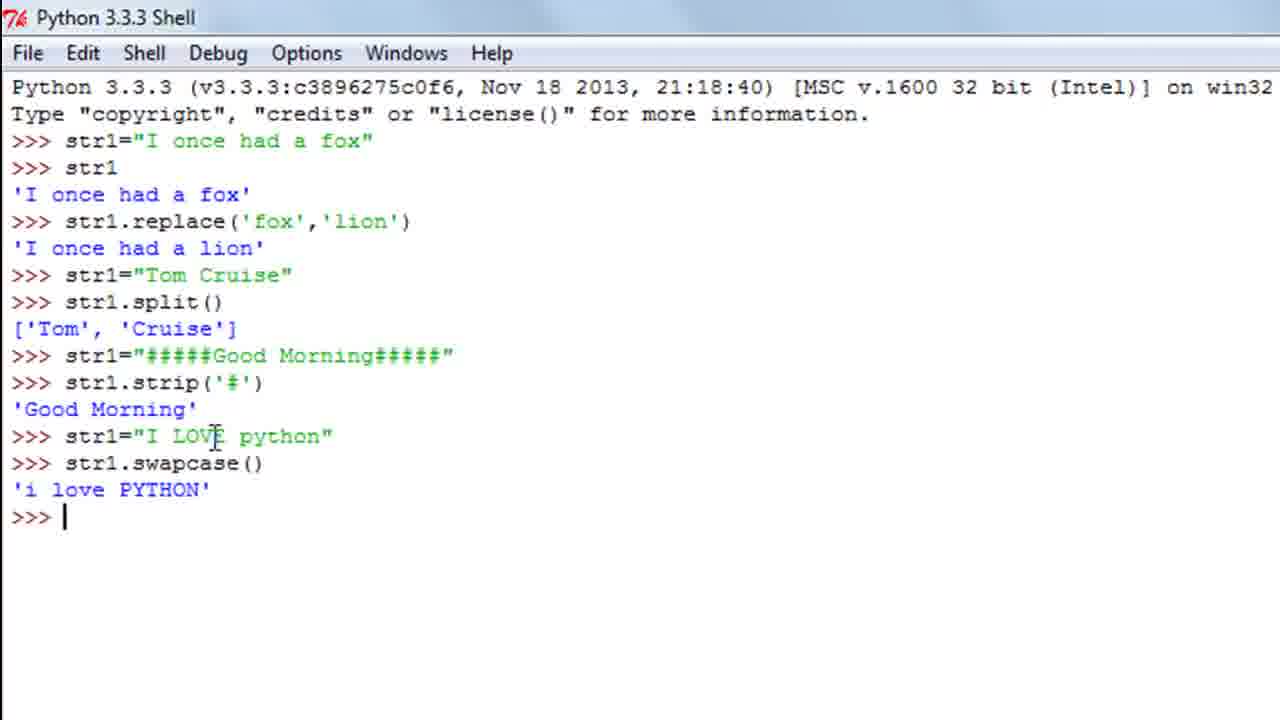 Python 3.3.3 Shell
File Edit Shell Debug Options Windows Help
Python 3.3.3 (v3.3.3:c3896275c0f6, Nov 18 2013, 21:18:40) [MSC v.1600 32 bit (Intel)] on win32
Type "copyright", "credits" or "license()" for more information.
>>> str1="I once had a fox"
>>> str1
'I once had a fox'
>>> str1.replace('fox','lion')
'I once had a lion'
>>> str1="Tom Cruise"
>>> str1.split()
['Tom', 'Cruise']
>>> str1="#####Good Morning#####"
>>> str1.strip('#')
'Good Morning'
>>> str1="I LOVE python"
>>> str1.swapcase()
'i love PYTHON'
>>>